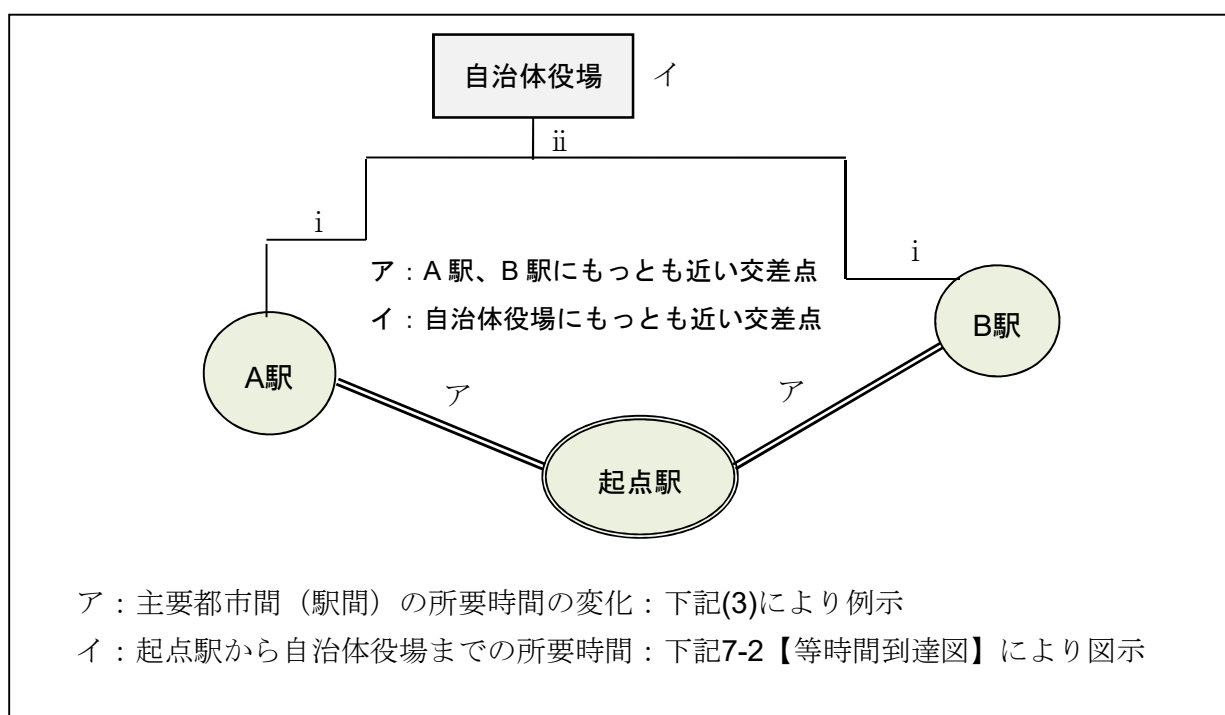 自治体役場
イ
ⅱ
ⅰ
ⅰ
ア：A 駅、B 駅にもっとも近い交差点
イ：自治体役場にもっとも近い交差点
B駅
A駅
ア
ア
起点駅
ア：主要都市間（駅間）の所要時間の変化：下記(3)により例示
イ：起点駅から自治体役場までの所要時間：下記7-2【等時間到達図】により図示